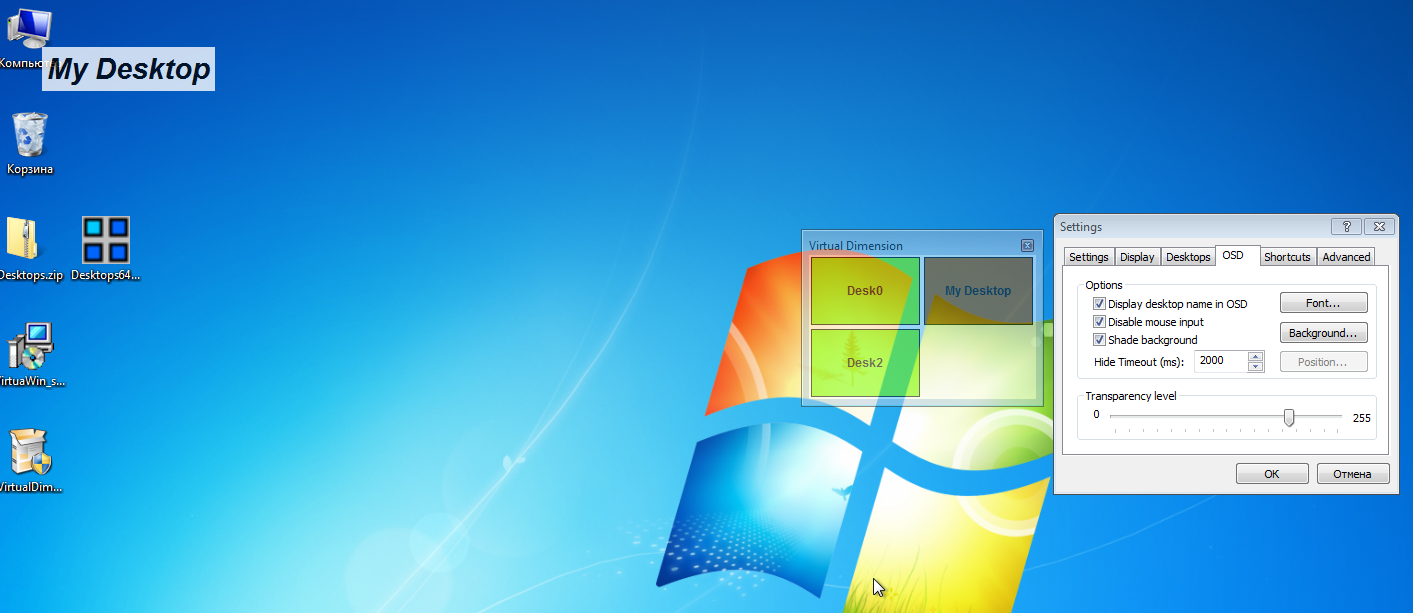 Компьют...
My Desktop
Корзина
Desktops.zip
Desktops64...
VirtuaWin_s...
VirtualDim...
Virtual Dimension
Desk0
My Desktop
Desk2
Settings
Settings Display Desktops OSD Shortcuts Advanced
Options
Display desktop name in OSD
Font...
Disable mouse input
Background...
Shade background
Hide Timeout (ms): 2000
Position...
Transparency level
0
255
OK
Отмена